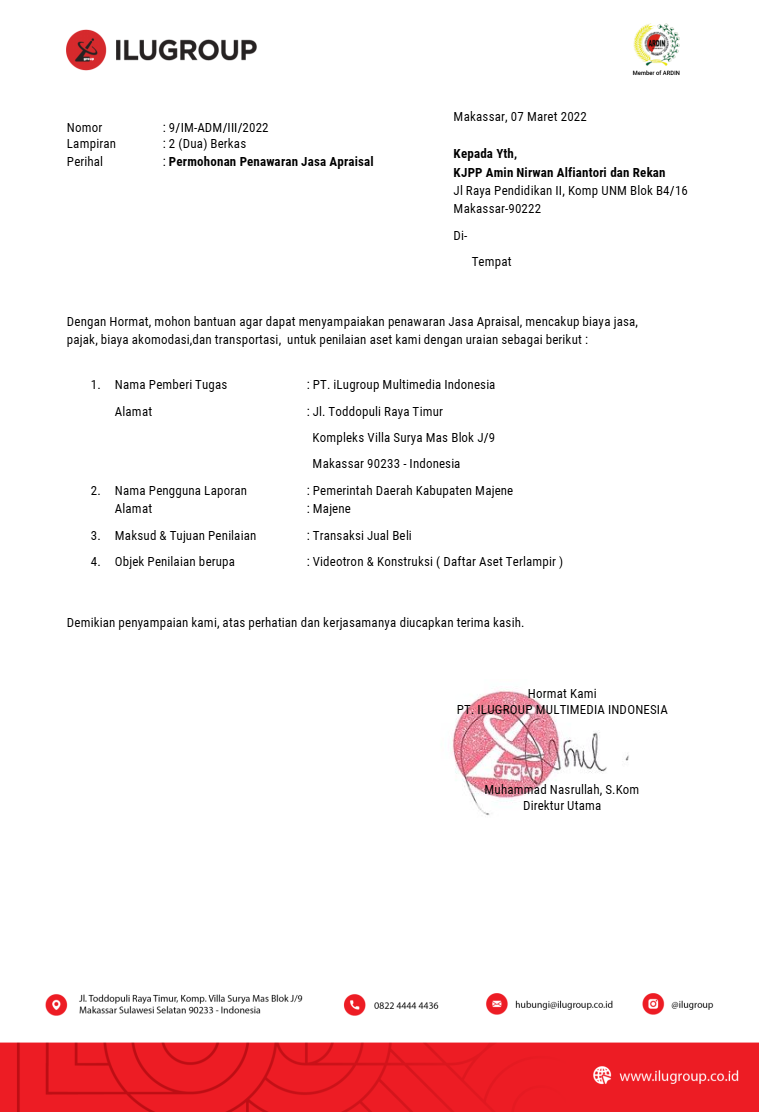 ILUGROUP
ARDIN
Member of ARDIN
Makassar, 07 Maret 2022
Nomor : 9/IM-ADM/III/2022
Lampiran : 2 (Dua) Berkas
Perihal : Permohonan Penawaran Jasa Apraisal
Kepada Yth,
KJPP Amin Nirwan Alfiantori dan Rekan
Jl Raya Pendidikan II, Komp UNM Blok B4/16
Makassar-90222
Di-
Tempat
Dengan Hormat, mohon bantuan agar dapat menyampaiakan penawaran Jasa Apraisal, mencakup biaya jasa,
pajak, biaya akomodasi,dan transportasi, untuk penilaian aset kami dengan uraian sebagai berikut :
1. Nama Pemberi Tugas : PT. iLugroup Multimedia Indonesia
Alamat : Jl. Toddopuli Raya Timur
Kompleks Villa Surya Mas Blok J/9
Makassar 90233 - Indonesia
2. Nama Pengguna Laporan : Pemerintah Daerah Kabupaten Majene
Alamat : Majene
3. Maksud & Tujuan Penilaian : Transaksi Jual Beli
4. Objek Penilaian berupa : Videotron & Konstruksi ( Daftar Aset Terlampir )
Demikian penyampaian kami, atas perhatian dan kerjasamanya diucapkan terima kasih.
Hormat Kami
PT. ILUGROUP MULTIMEDIA INDONESIA
group
Muhammad Nasrullah, S.Kom
Direktur Utama
Jl. Toddopuli Raya Timur, Komp. Villa Surya Mas Blok J/9
Makassar Sulawesi Selatan 90233 - Indonesia
0822 4444 4436
hubungi@ilugroup.co.id
@ilugroup
www.ilugroup.co.id